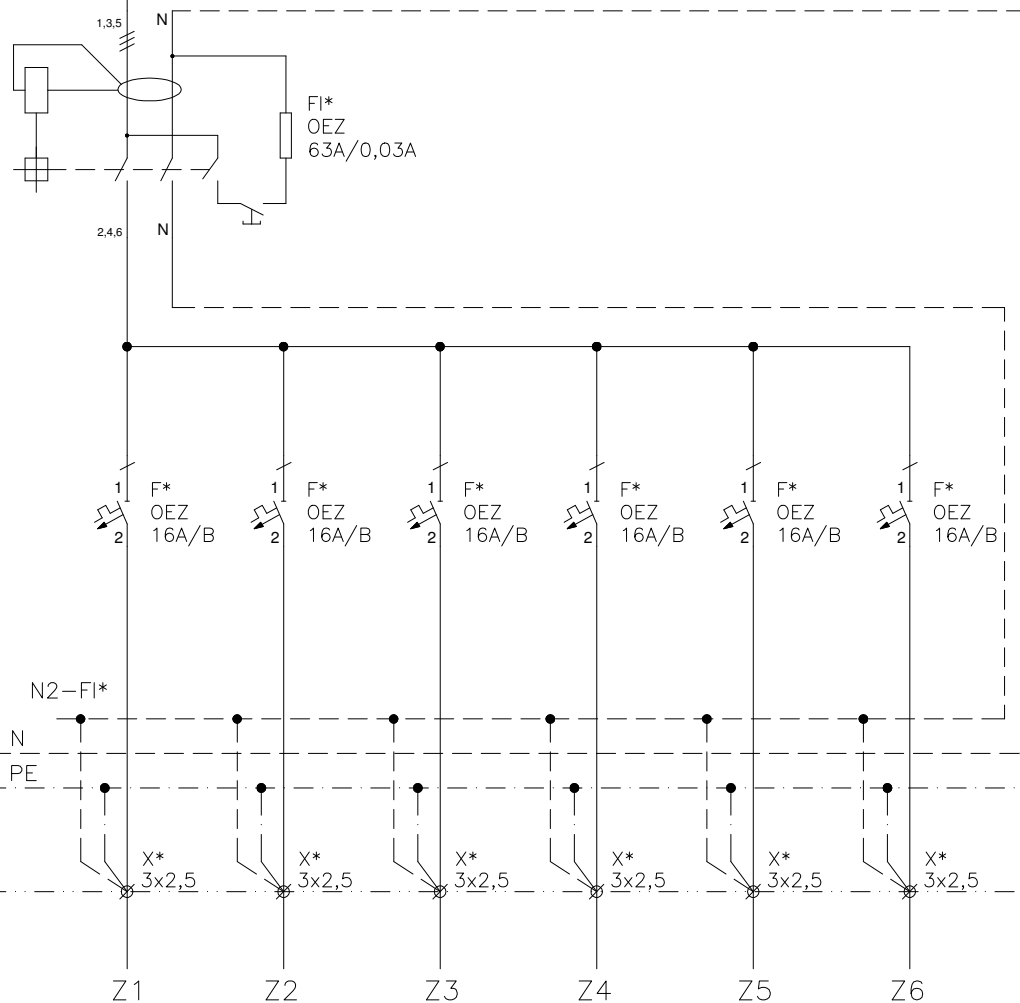 1,3,5
N
FI*
OEZ
63A/0,03A
2,4,6
N
1
F*
OEZ
16A/B
2
1
F*
OEZ
16A/B
2
1
F*
OEZ
16A/B
2
1
F*
OEZ
16A/B
2
1
F*
OEZ
16A/B
2
1
F*
OEZ
16A/B
2
N2-FI*
N
PE
X*
3x2,5
X*
3x2,5
X*
3x2,5
X*
3x2,5
X*
3x2,5
X*
3x2,5
Z1
Z2
Z3
Z4
Z5
Z6